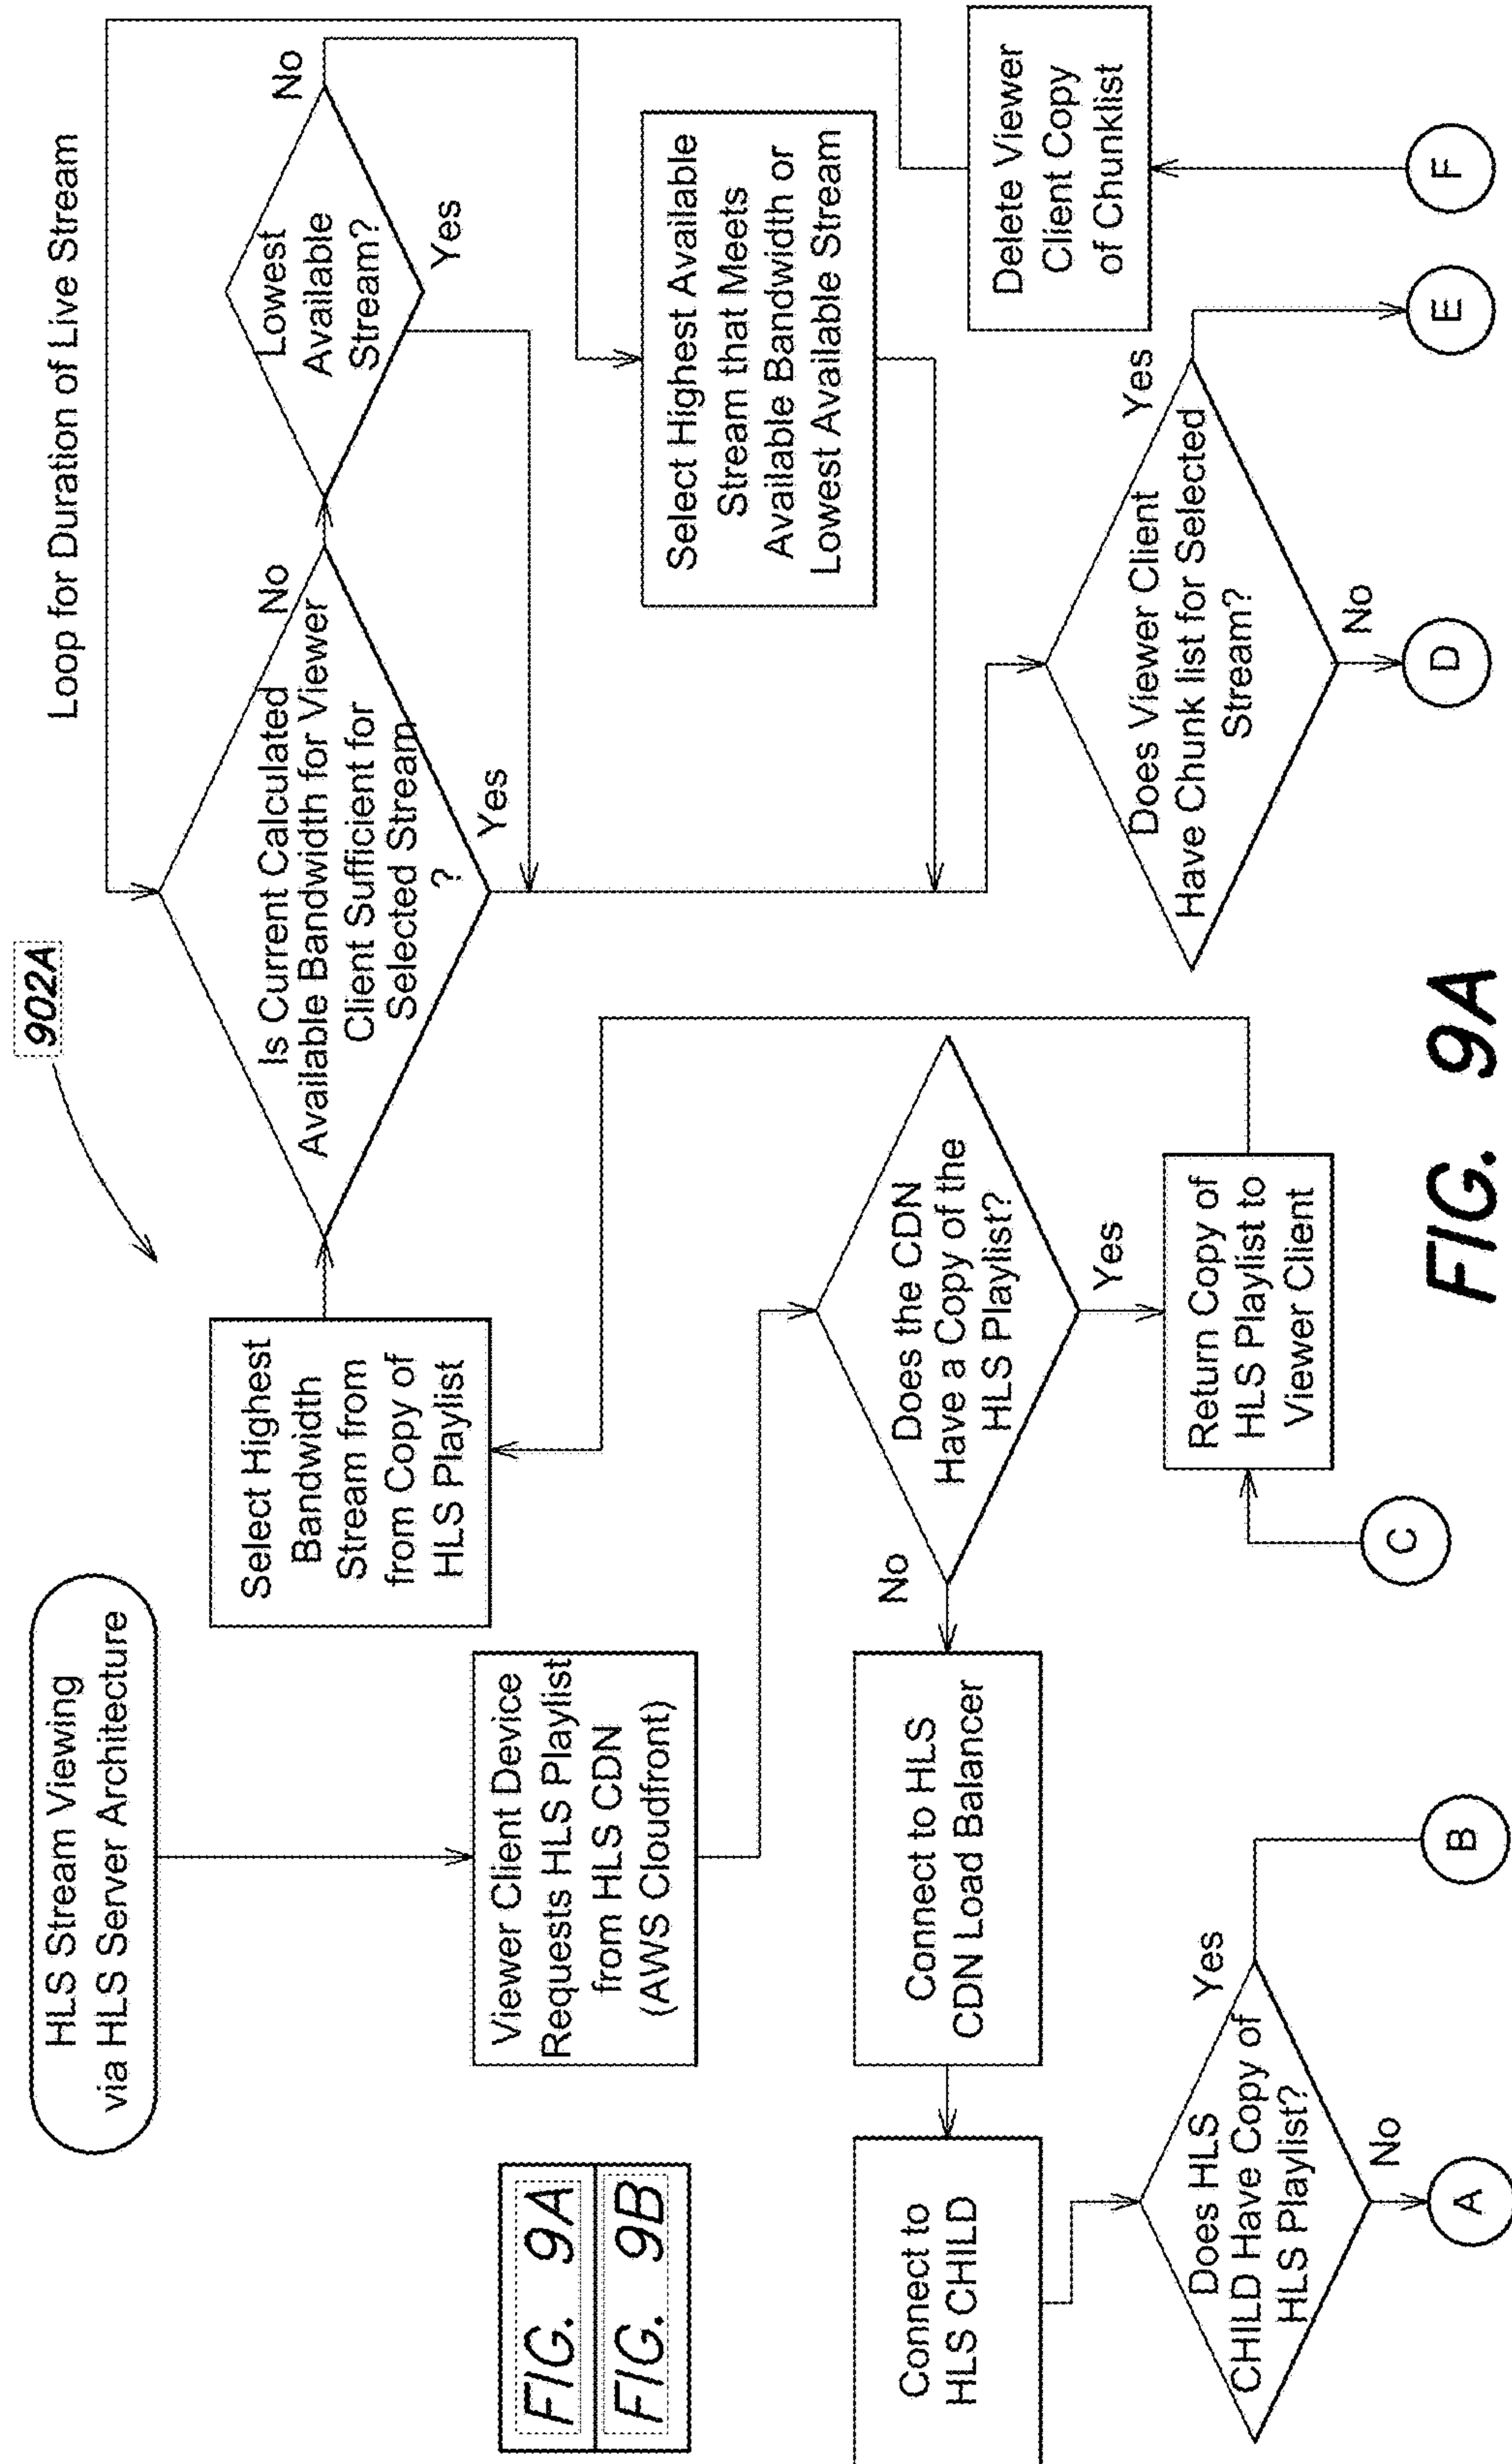 902A
Loop for Duration of Live Stream
HLS Stream Viewing
via HLS Server Architecture
Select Highest
Bandwidth
Stream from
from Copy of
HLS Playlist
Is Current Calculated
Available Bandwidth for Viewer
Client Sufficient for
Selected Stream
?
No
Yes
Lowest
Available
Stream?
No
Yes
FIG. 9A
FIG. 9B
Viewer Client Device
Requests HLS Playlist
from HLS CDN
(AWS Cloudfront)
Select Highest Available
Stream that Meets
Available Bandwidth or
Lowest Available Stream
Connect to
HLS CHILD
Connect to HLS
CDN Load Balancer
No
Does the CDN
Have a Copy of the
HLS Playlist?
Yes
Delete Viewer
Client Copy
of Chunklist
Does HLS
CHILD Have Copy of
HLS Playlist?
Yes
No
Return Copy of
HLS Playlist to
Viewer Client
Does Viewer Client
Have Chunk list for Selected
Stream?
Yes
No
A
B
C
D
E
F
FIG. 9A